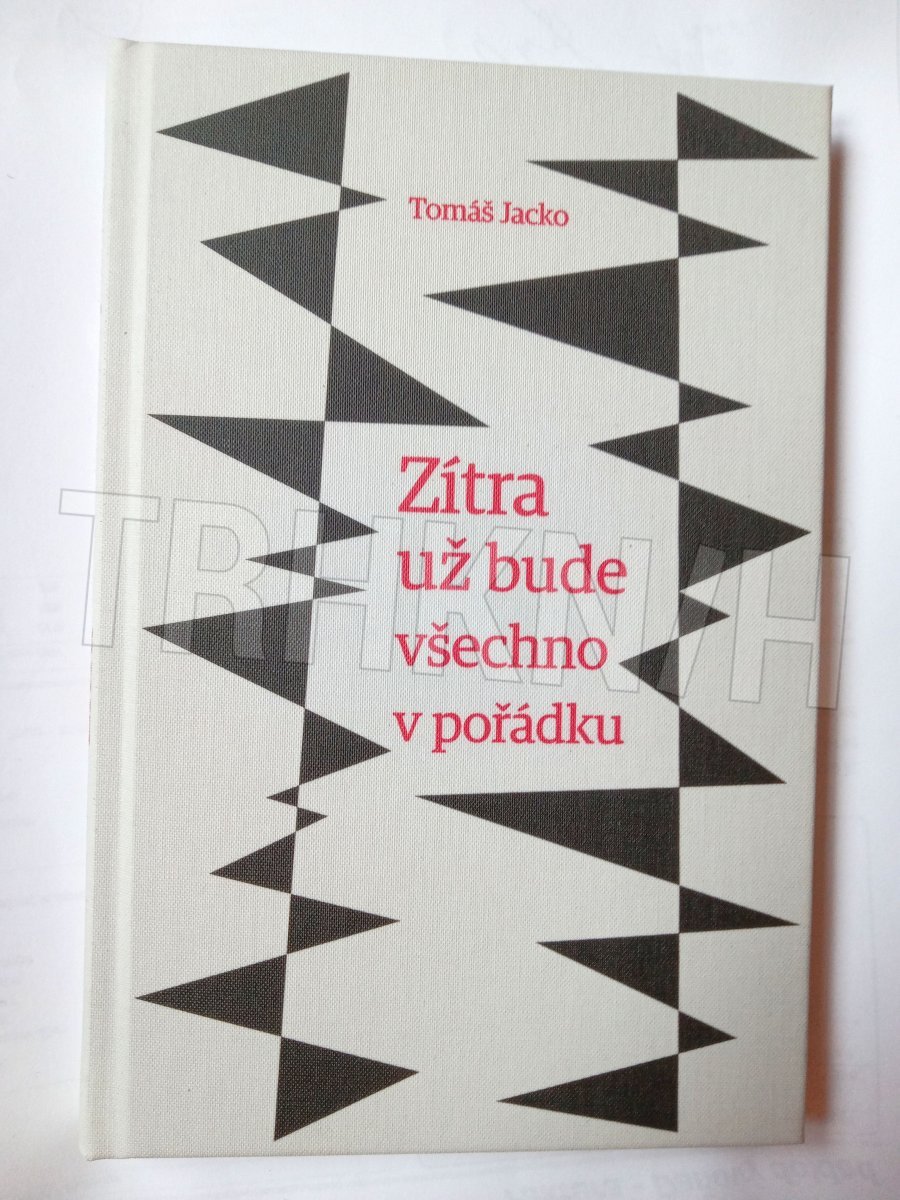 Tomáš Jacko
Zítra
už bude
všechno
v pořádku
TRHKNIH